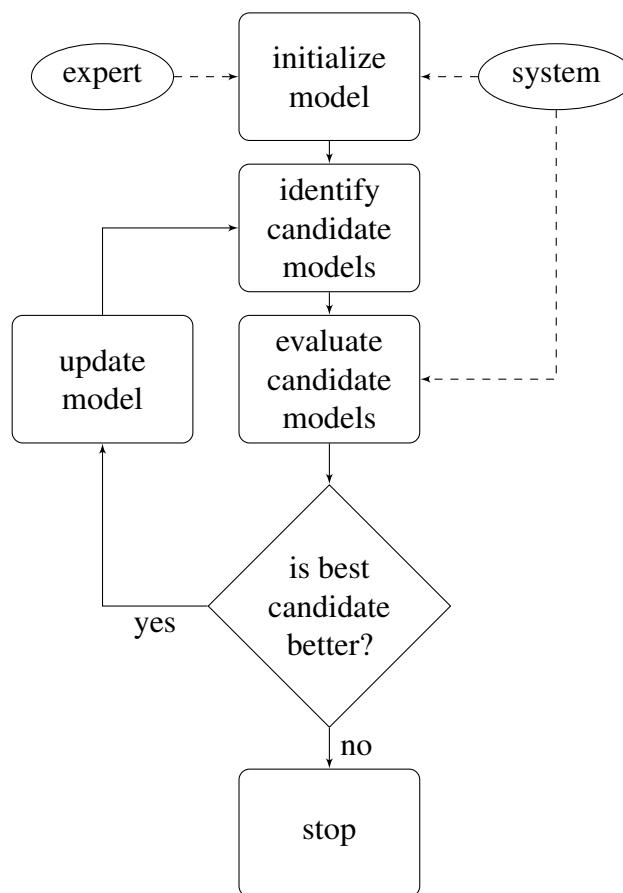 expert
initialize
model
system
identify
candidate
models
update
model
evaluate
candidate
models
is best
candidate
better?
yes
no
stop